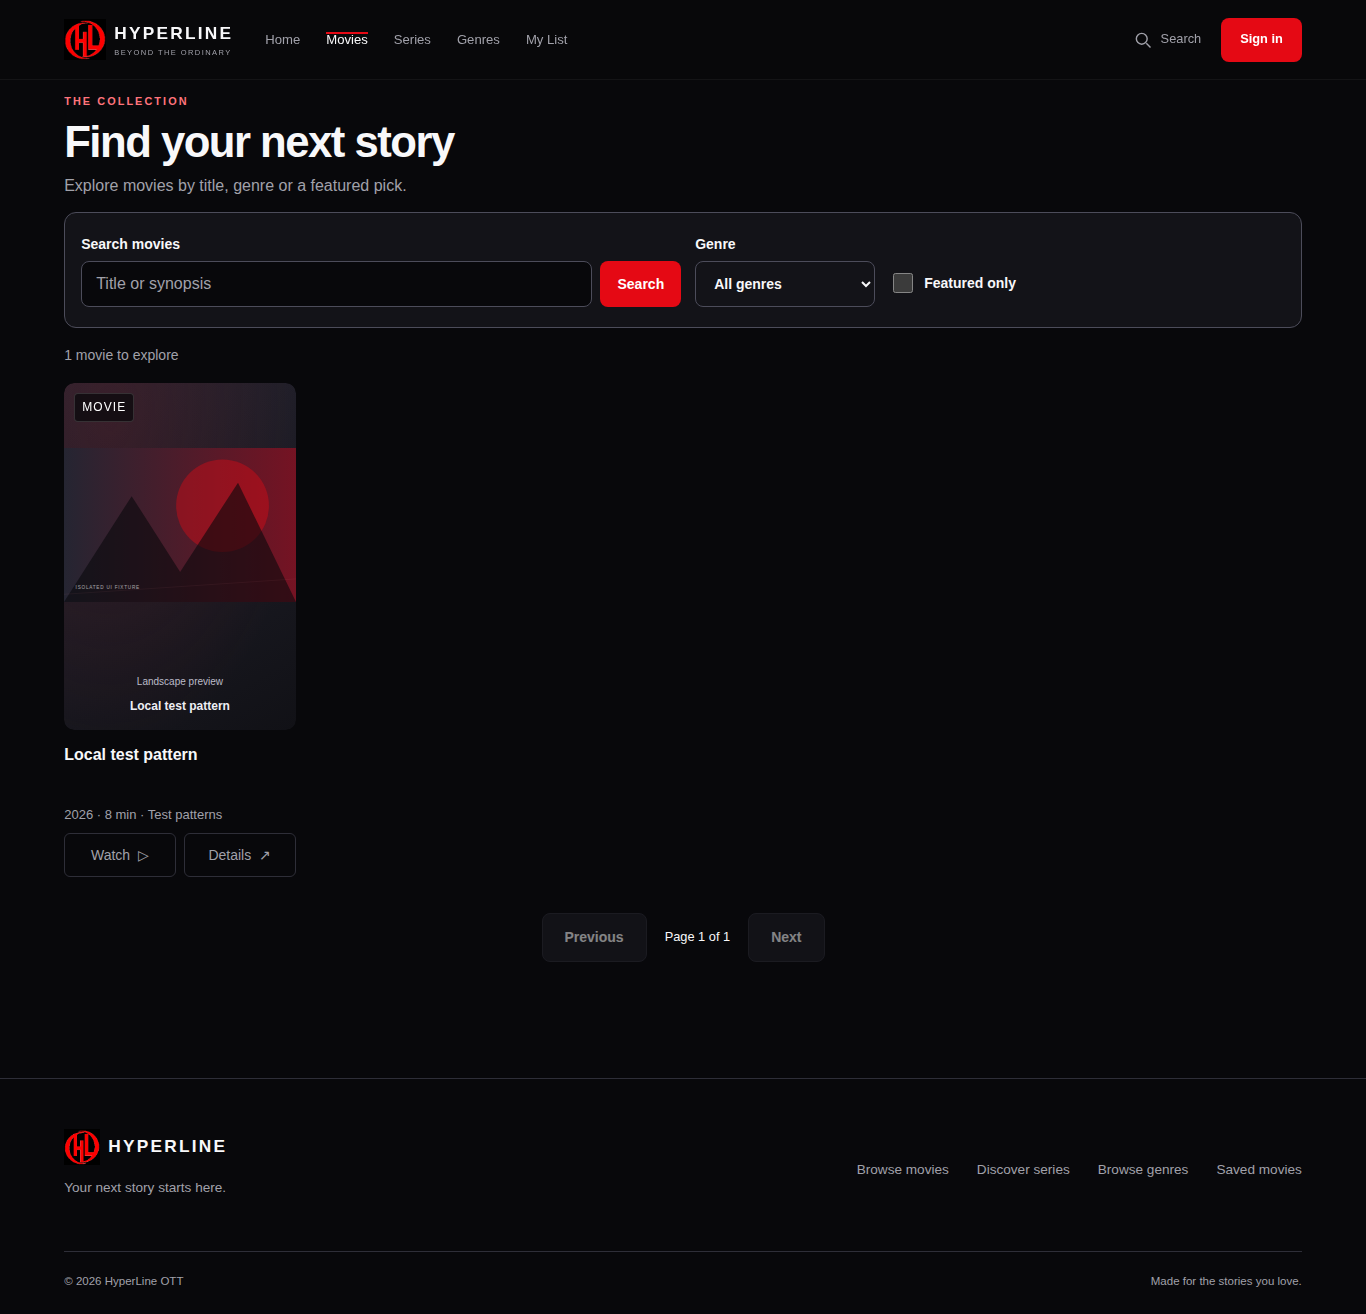 HYPERLINE
BEYOND THE ORDINARY
Home Movies Series Genres My List
Search
Sign in
THE COLLECTION
Find your next story
Explore movies by title, genre or a featured pick.
Search movies
Genre
Title or synopsis
Search
All genres
Featured only
1 movie to explore
MOVIE
ISOLATED UI FIXTURE
Landscape preview
Local test pattern
Local test pattern
2026 · 8 min · Test patterns
Watch ▷
Details ↗
Previous
Page 1 of 1
Next
HYPERLINE
Your next story starts here.
Browse movies Discover series Browse genres Saved movies
© 2026 HyperLine OTT
Made for the stories you love.